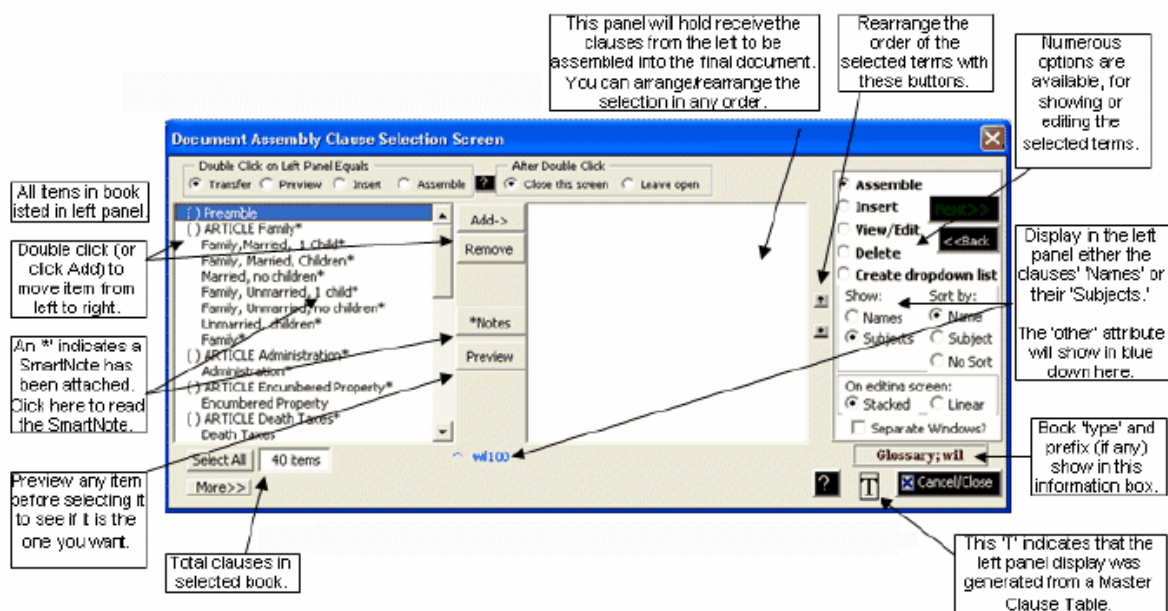 This panel will hold receive the
clauses from the left to be
assembled into the final document.
You can arrange/rearrange the
selection in any order.
Rearrange the
order of the
selected terms with
these buttons.
Numerous
options are
available, for
showing or
editing the
selected terms.
All items in book
listed in left panel.
Double click (or
click Add) to
move item from
left to right.
An '*' indicates a
SmartNote has
been attached.
Click here to read
the SmartNote.
Preview any item
before selecting it
to see if it is the
one you want.
Total clauses in
selected book.
Document Assembly Clause Selection Screen
Double Click on Left Panel Equals
Transfer Preview Insert Assemble ?
After Double Click
Close this screen Leave open
( ) Preamble
( ) ARTICLE Family*
Family,Married, 1 Child*
Family, Married, Children*
Married, no children*
Family, Unmarried, 1 child*
Family, Unmarried, no children*
Unmarried, children*
Family*
( ) ARTICLE Administration*
Administration*
( ) ARTICLE Encumbered Property*
Encumbered Property
( ) ARTICLE Death Taxes*
Death Taxes
Add->
Remove
*Notes
Preview
Select All 40 items
More>>
wil100
Assemble
Insert
View/Edit
Delete
Create dropdown list
Next>>
<<Back
Show:
Names
Subjects
Sort by:
Name
Subject
No Sort
On editing screen:
Stacked Linear
Separate Windows?
Glossary; wil
? T Cancel/Close
Display in the left
panel either the
clauses' 'Names' or
their 'Subjects.'
The 'other' attribute
will show in blue
down here.
Book 'type' and
prefix (if any)
show in this
information box.
This 'T' indicates that the
left panel display was
generated from a Master
Clause Table.